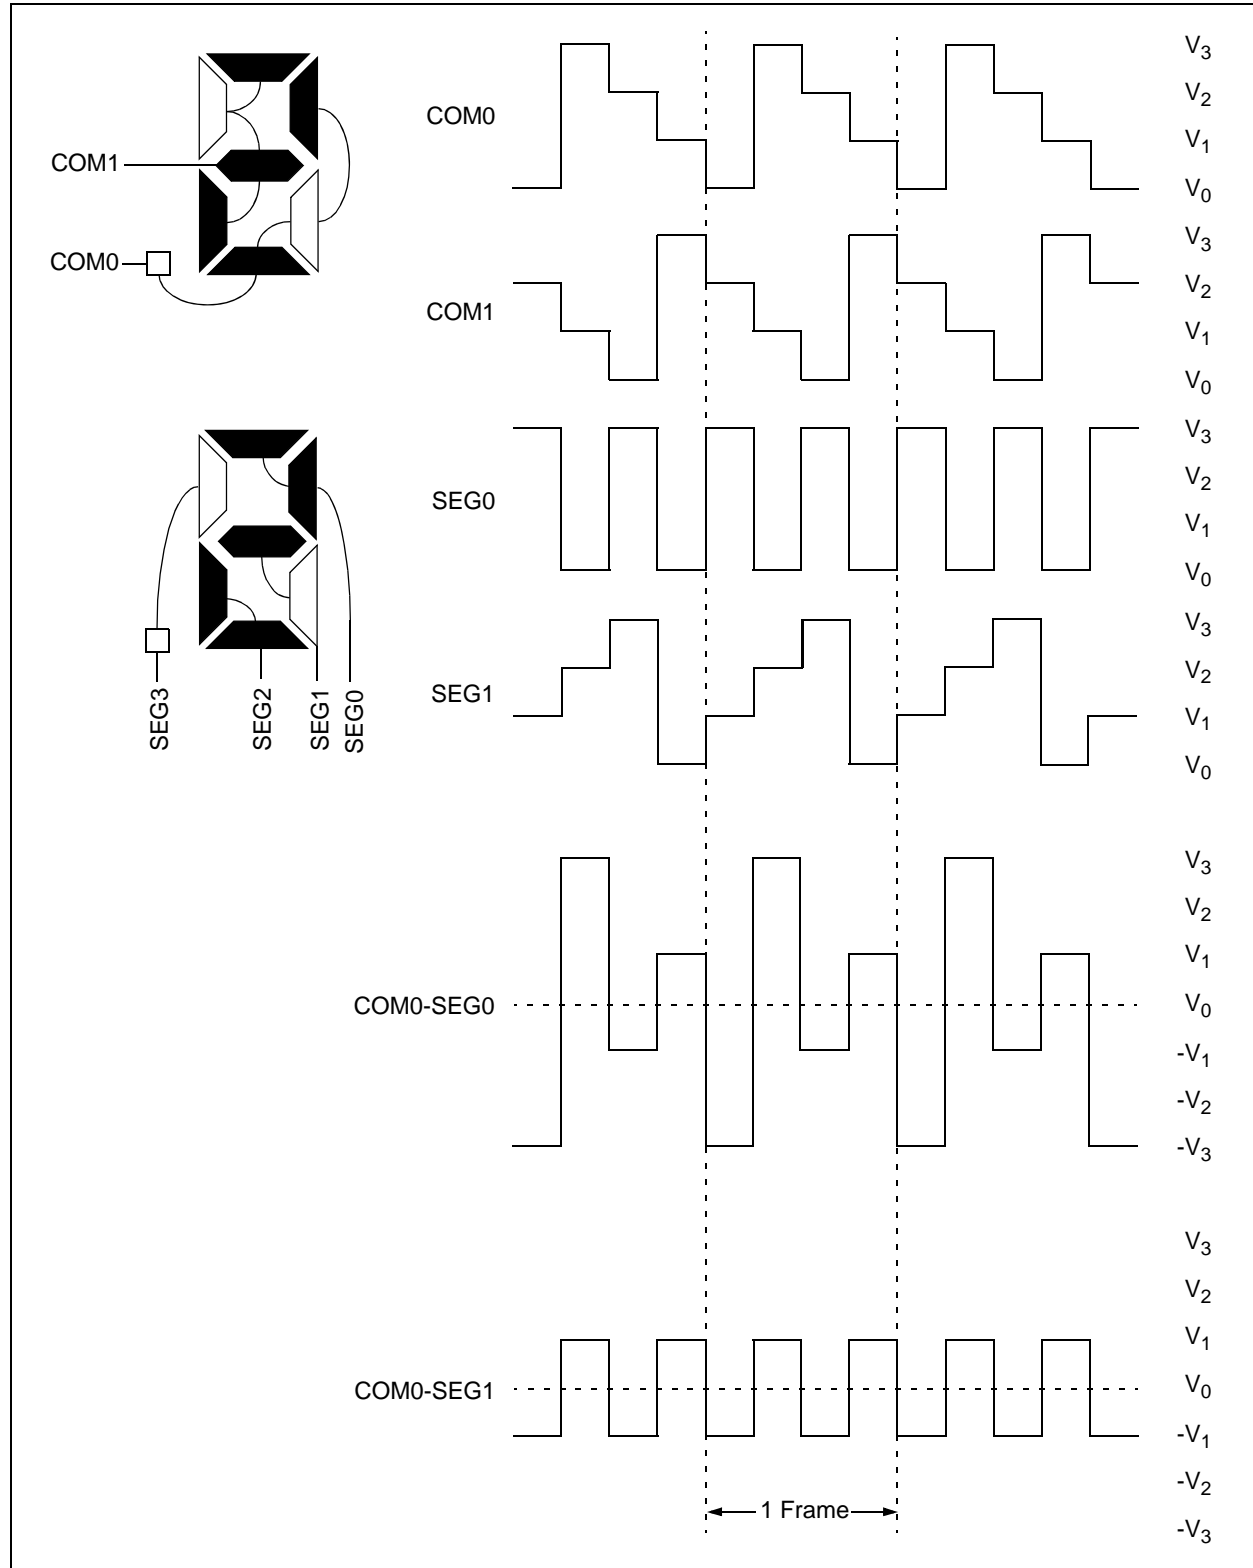 COM1
COM0
SEG3
SEG2
SEG1
SEG0
COM0
V3
V2
V1
V0
COM1
V3
V2
V1
V0
SEG0
V3
V2
V1
V0
SEG1
V3
V2
V1
V0
COM0-SEG0
V3
V2
V1
V0
-V1
-V2
-V3
COM0-SEG1
V3
V2
V1
V0
-V1
-V2
-V3
1 Frame